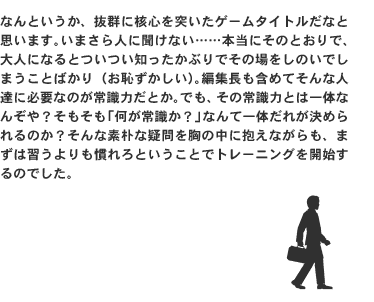 なんというか、抜群に核心を突いたゲームタイトルだなと
思います。いまさら人に聞けない……本当にそのとおりで、
大人になるとついつい知ったかぶりでその場をしのいでし
まうことばかり（お恥ずかしい）。編集長も含めてそんな人
達に必要なのが常識力だとか。でも、その常識力とは一体な
んぞや？そもそも「何が常識か？」なんて一体だれが決めら
れるのか？そんな素朴な疑問を胸の中に抱えながらも、ま
ずは習うよりも慣れろということでトレーニングを開始す
るのでした。